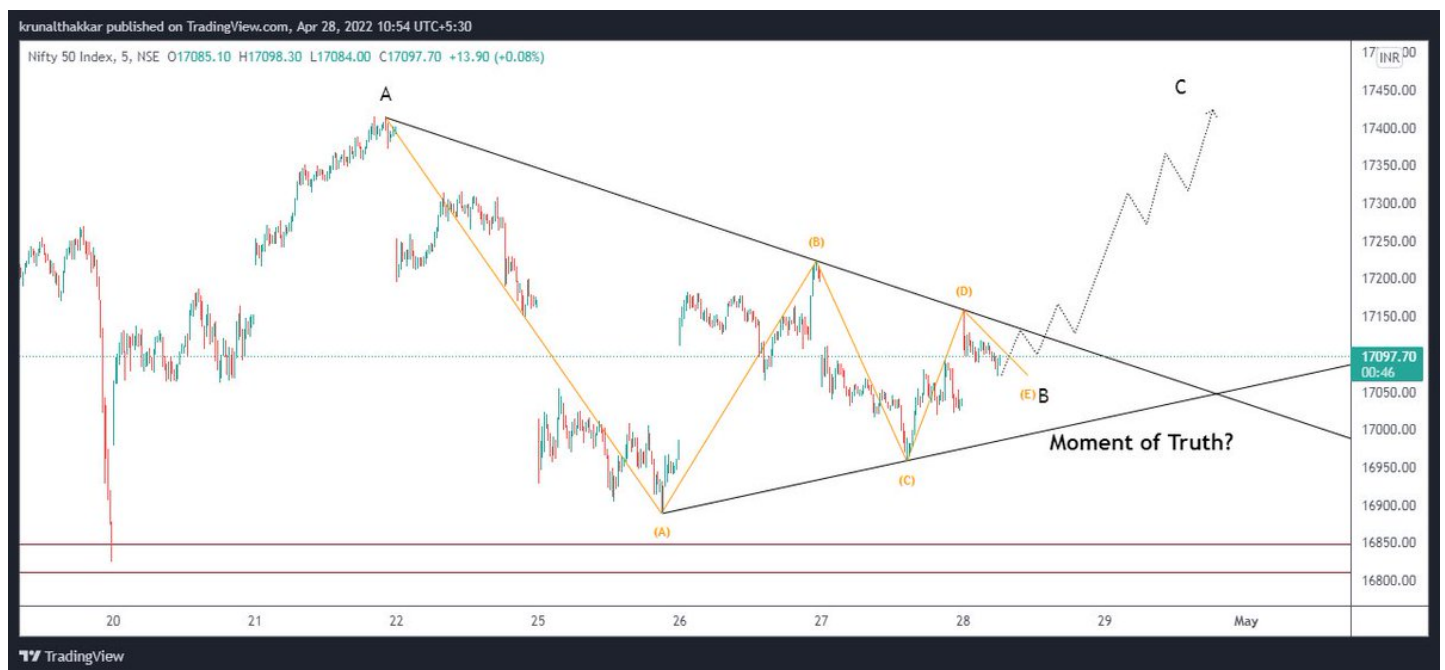 krunalthakkar published on TradingView.com, Apr 28, 2022 10:54 UTC+5:30
Nifty 50 Index, 5, NSE O17085.10 H17098.30 L17084.00 C17097.70 +13.90 (+0.08%)
INR
A
C
17450.00
17400.00
17350.00
17300.00
17250.00
(B)
17200.00
(D)
17150.00
17097.70
00:46
(E) B
17050.00
Moment of Truth?
17000.00
16950.00
(C)
16900.00
(A)
16850.00
16800.00
20 21 22 25 26 27 28 29 May
TradingView